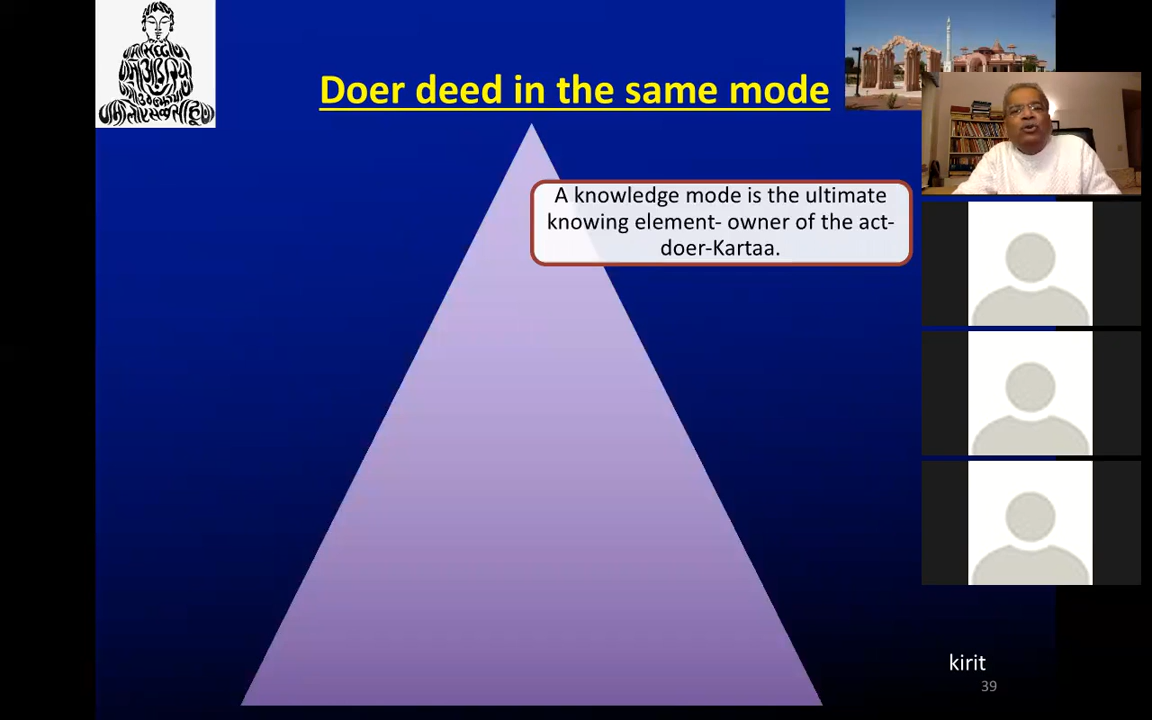 Doer deed in the same mode
A knowledge mode is the ultimate
knowing element- owner of the act-
doer-Kartaa.
kirit
39